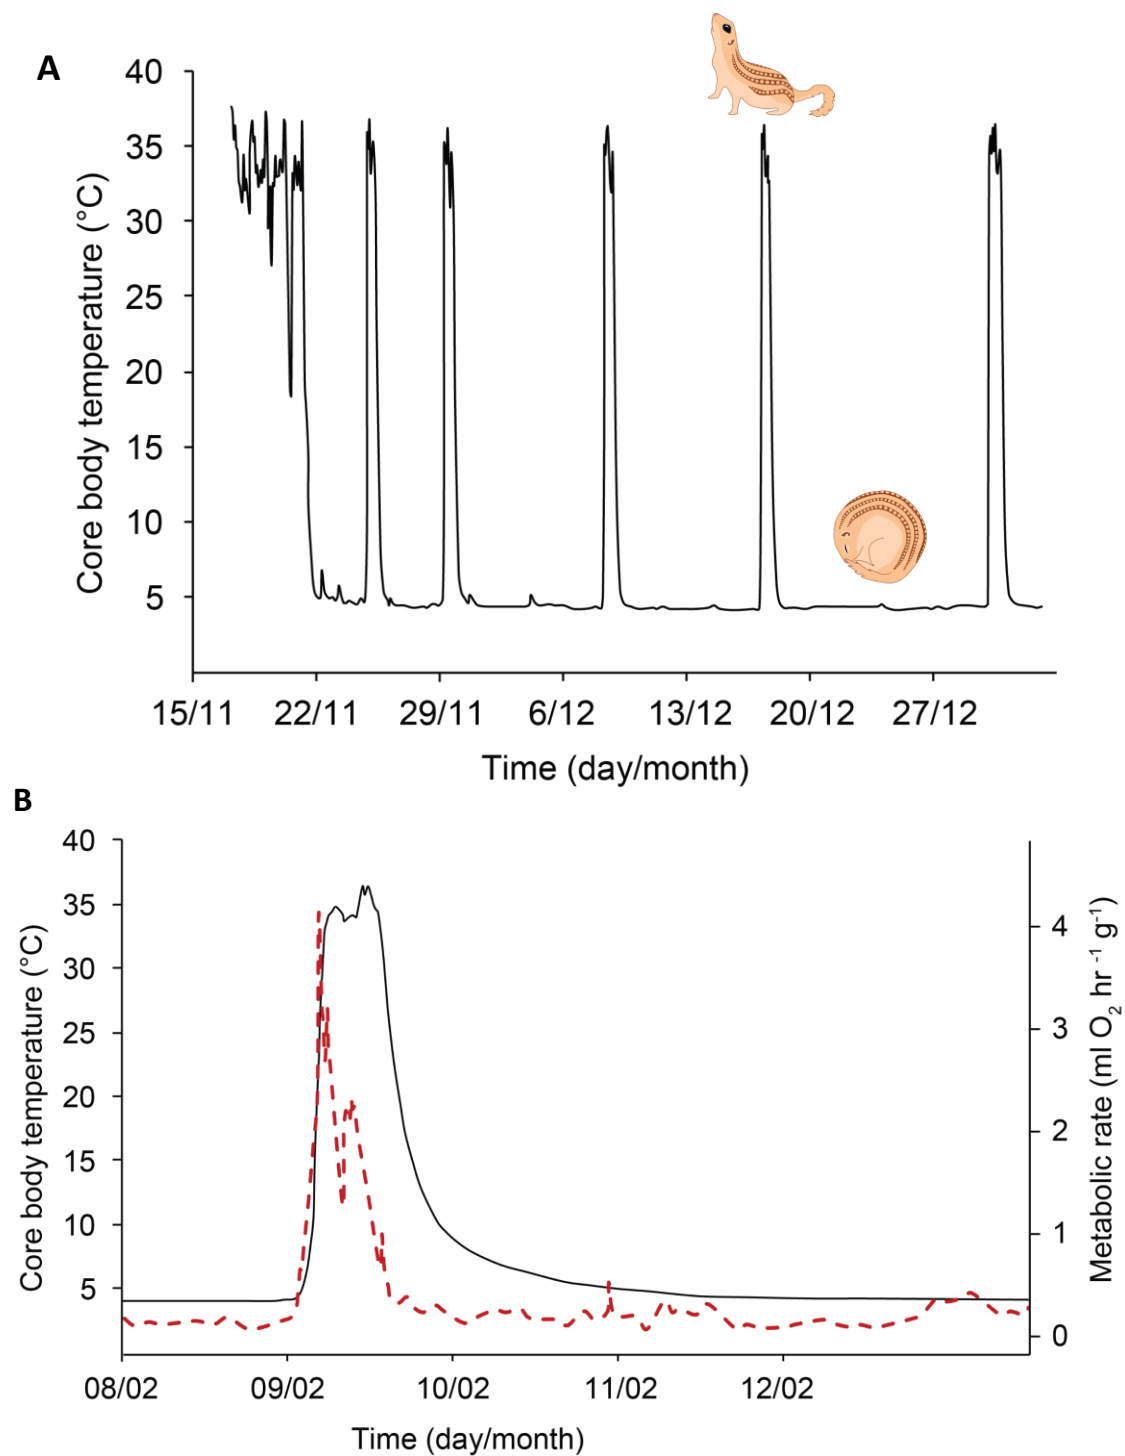 A
Core body temperature (°C)
40
35
30
25
20
15
10
5
15/11 22/11 29/11 6/12 13/12 20/12 27/12
Time (day/month)
B
Core body temperature (°C)
40
35
30
25
20
15
10
5
Metabolic rate (ml O₂ hr⁻¹ g⁻¹)
4
3
2
1
0
08/02 09/02 10/02 11/02 12/02
Time (day/month)